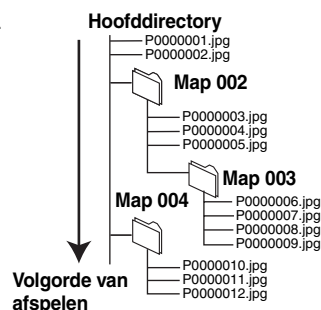 Hoofddirectory
P0000001.jpg
P0000002.jpg
Map 002
P0000003.jpg
P0000004.jpg
P0000005.jpg
Map 003
P0000006.jpg
P0000007.jpg
P0000008.jpg
P0000009.jpg
Map 004
P0000010.jpg
P0000011.jpg
P0000012.jpg
Volgorde van
afspelen